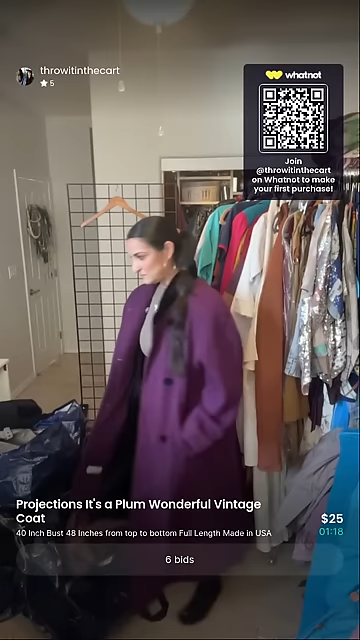 throwitinthecart
★ 5
whatnot
Join
@throwitinthecart
on Whatnot to make
your first purchase!
Projections It's a Plum Wonderful Vintage
Coat
$25
40 Inch Bust 48 Inches from top to bottom Full Length Made in USA
01:18
6 bids